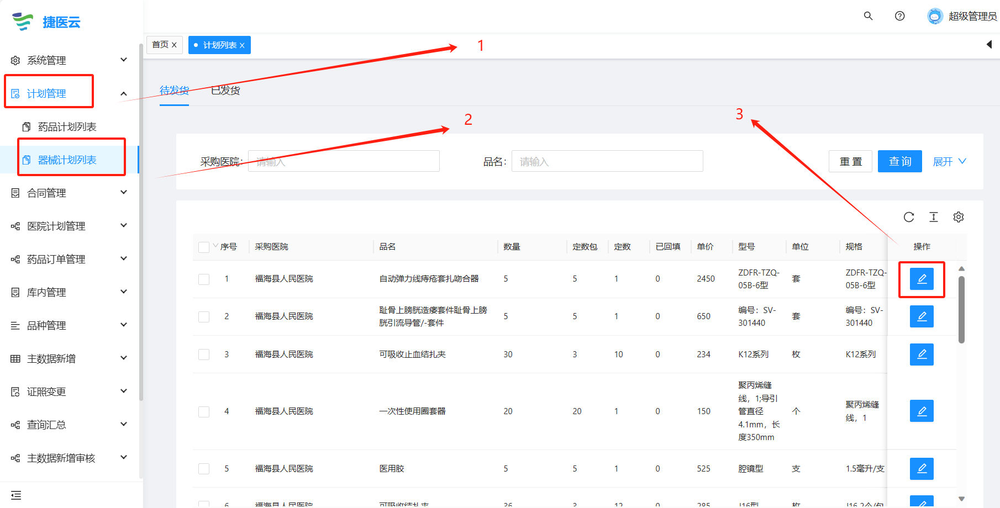 捷医云
超级管理员
首页 x
计划列表 x
1
系统管理
计划管理
药品计划列表
器械计划列表
合同管理
医院计划管理
药品订单管理
库内管理
品种管理
主数据新增
证照变更
查询汇总
主数据新增审核
待发货 已发货
2
3
采购医院: 请输入 品名: 请输入 重 置 查 询 展开
序号 采购医院 品名 数量 定数包 定数 已回填 单价 型号 单位 规格 操作
1 福海县人民医院 自动弹力线痔疮套扎吻合器 5 5 1 0 2450 ZDFR-TZQ-05B-6型 套 ZDFR-TZQ-05B-6型
2 福海县人民医院 耻骨上膀胱造瘘套件耻骨上膀胱引流导管/-套件 5 5 1 0 650 编号：SV-301440 套 编号：SV-301440
3 福海县人民医院 可吸收止血结扎夹 30 3 10 0 234 K12系列 枚 K12系列
4 福海县人民医院 一次性使用圈套器 20 20 1 0 150 聚丙烯缝线，1;导引管直径4.1mm，长度350mm 个 聚丙烯缝线，1
5 福海县人民医院 医用胶 5 5 1 0 525 腔镜型 支 1.5毫升/支
6 福海县人民医院 可吸收结扎夹 36 3 12 0 285 J16型 枚